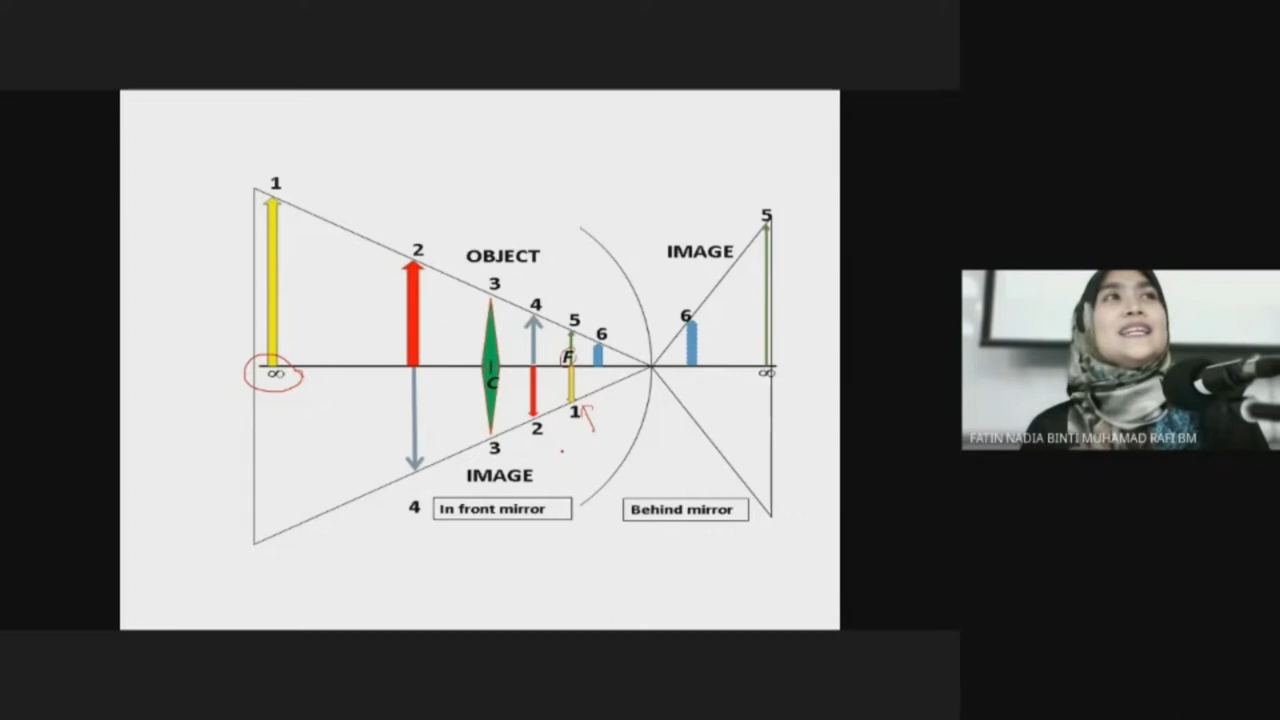 1
2
OBJECT
3
4
5
6
F
∞
C
1
2
3
IMAGE
4
In front mirror
IMAGE
5
6
∞
Behind mirror
FATIN NADIA BINTI MUHAMAD RAFI BM